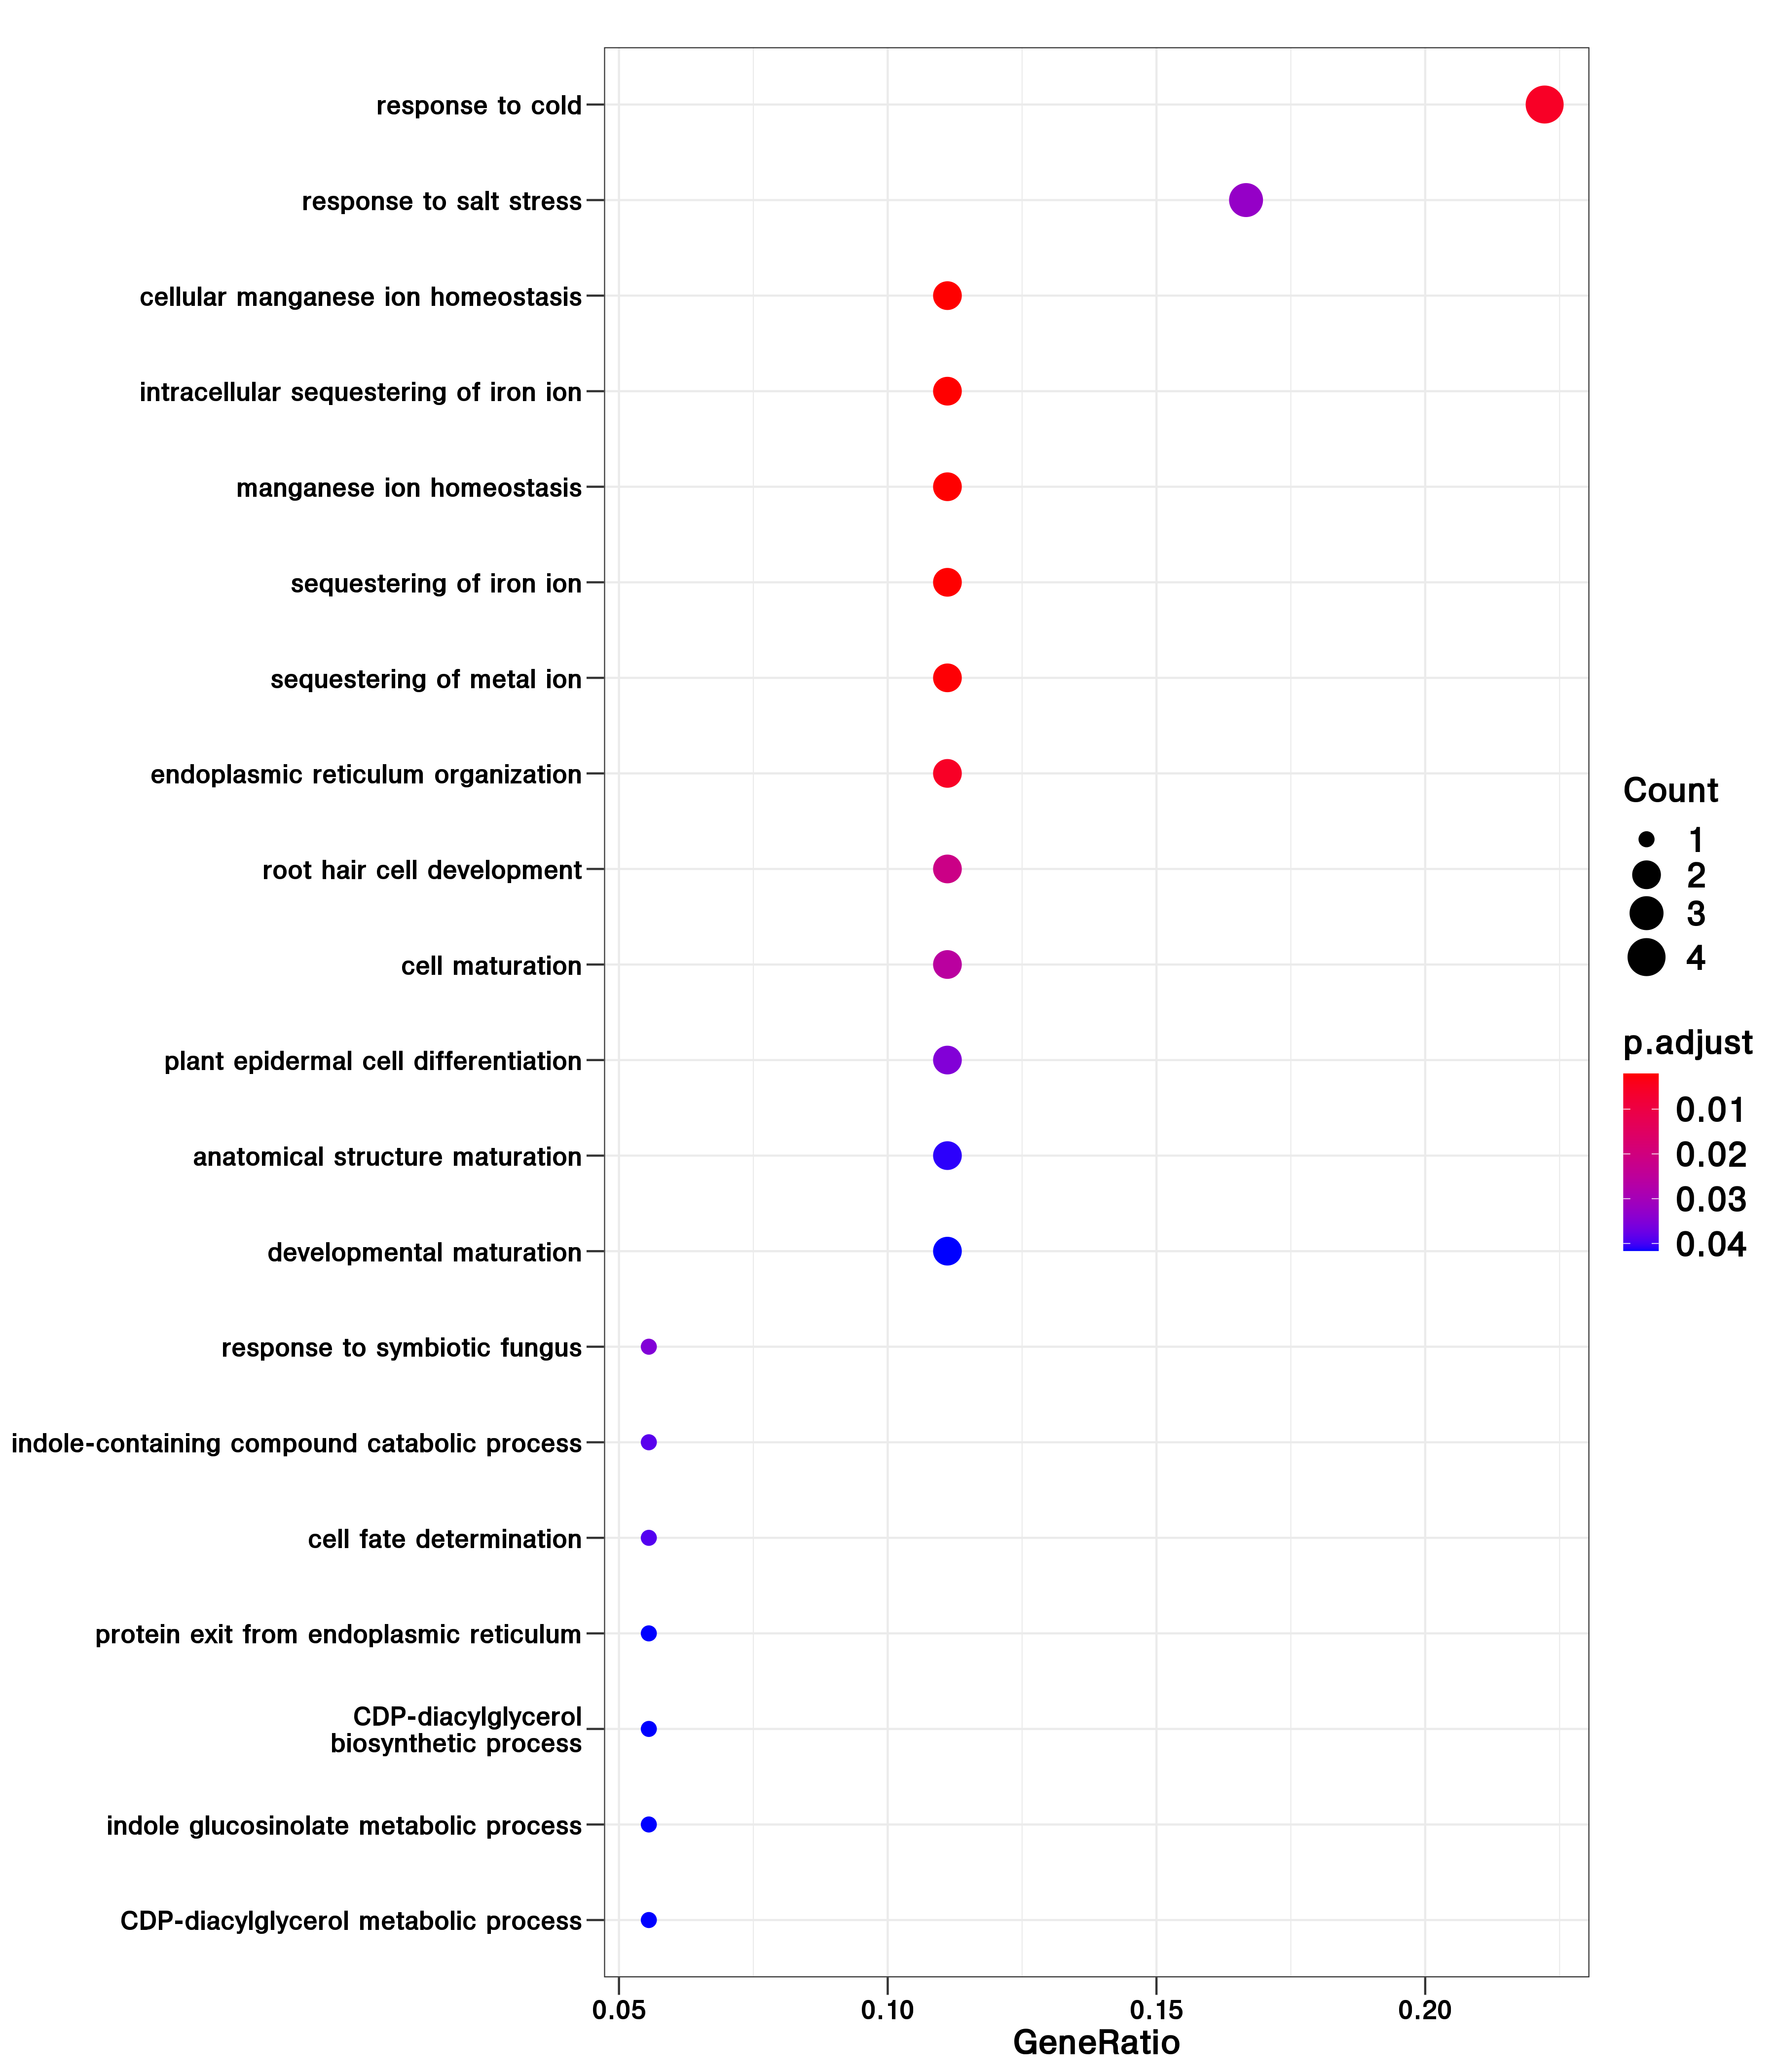 response to cold
response to salt stress
cellular manganese ion homeostasis
intracellular sequestering of iron ion
manganese ion homeostasis
sequestering of iron ion
sequestering of metal ion
endoplasmic reticulum organization
root hair cell development
cell maturation
plant epidermal cell differentiation
anatomical structure maturation
developmental maturation
response to symbiotic fungus
indole-containing compound catabolic process
cell fate determination
protein exit from endoplasmic reticulum
CDP-diacylglycerol
biosynthetic process
indole glucosinolate metabolic process
CDP-diacylglycerol metabolic process
0.05 0.10 0.15 0.20
GeneRatio
Count
1
2
3
4
p.adjust
0.01
0.02
0.03
0.04